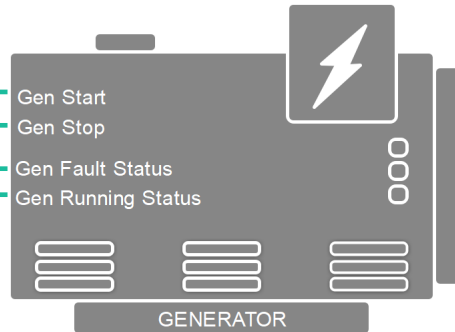 Gen Start
Gen Stop
Gen Fault Status
Gen Running Status
GENERATOR